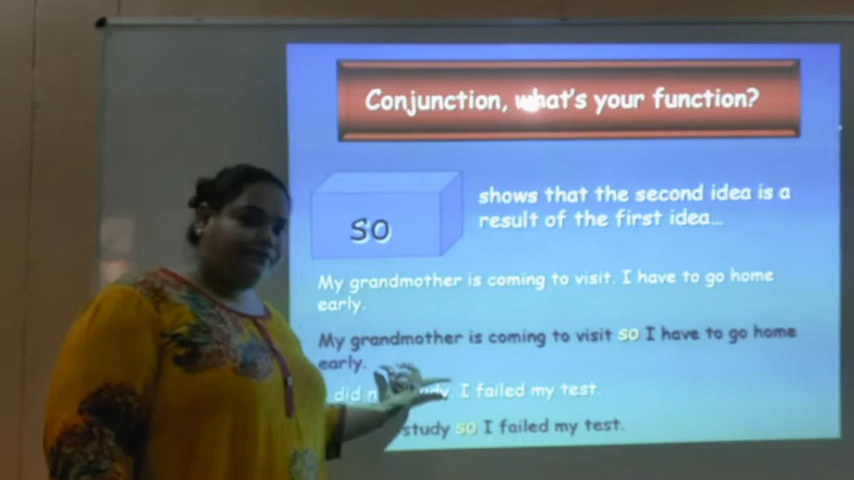 Conjunction, what's your function?
so
shows that the second idea is a
result of the first idea...
My grandmother is coming to visit. I have to go home
early.
My grandmother is coming to visit so I have to go home
early.
did I failed my test.
study so I failed my test.